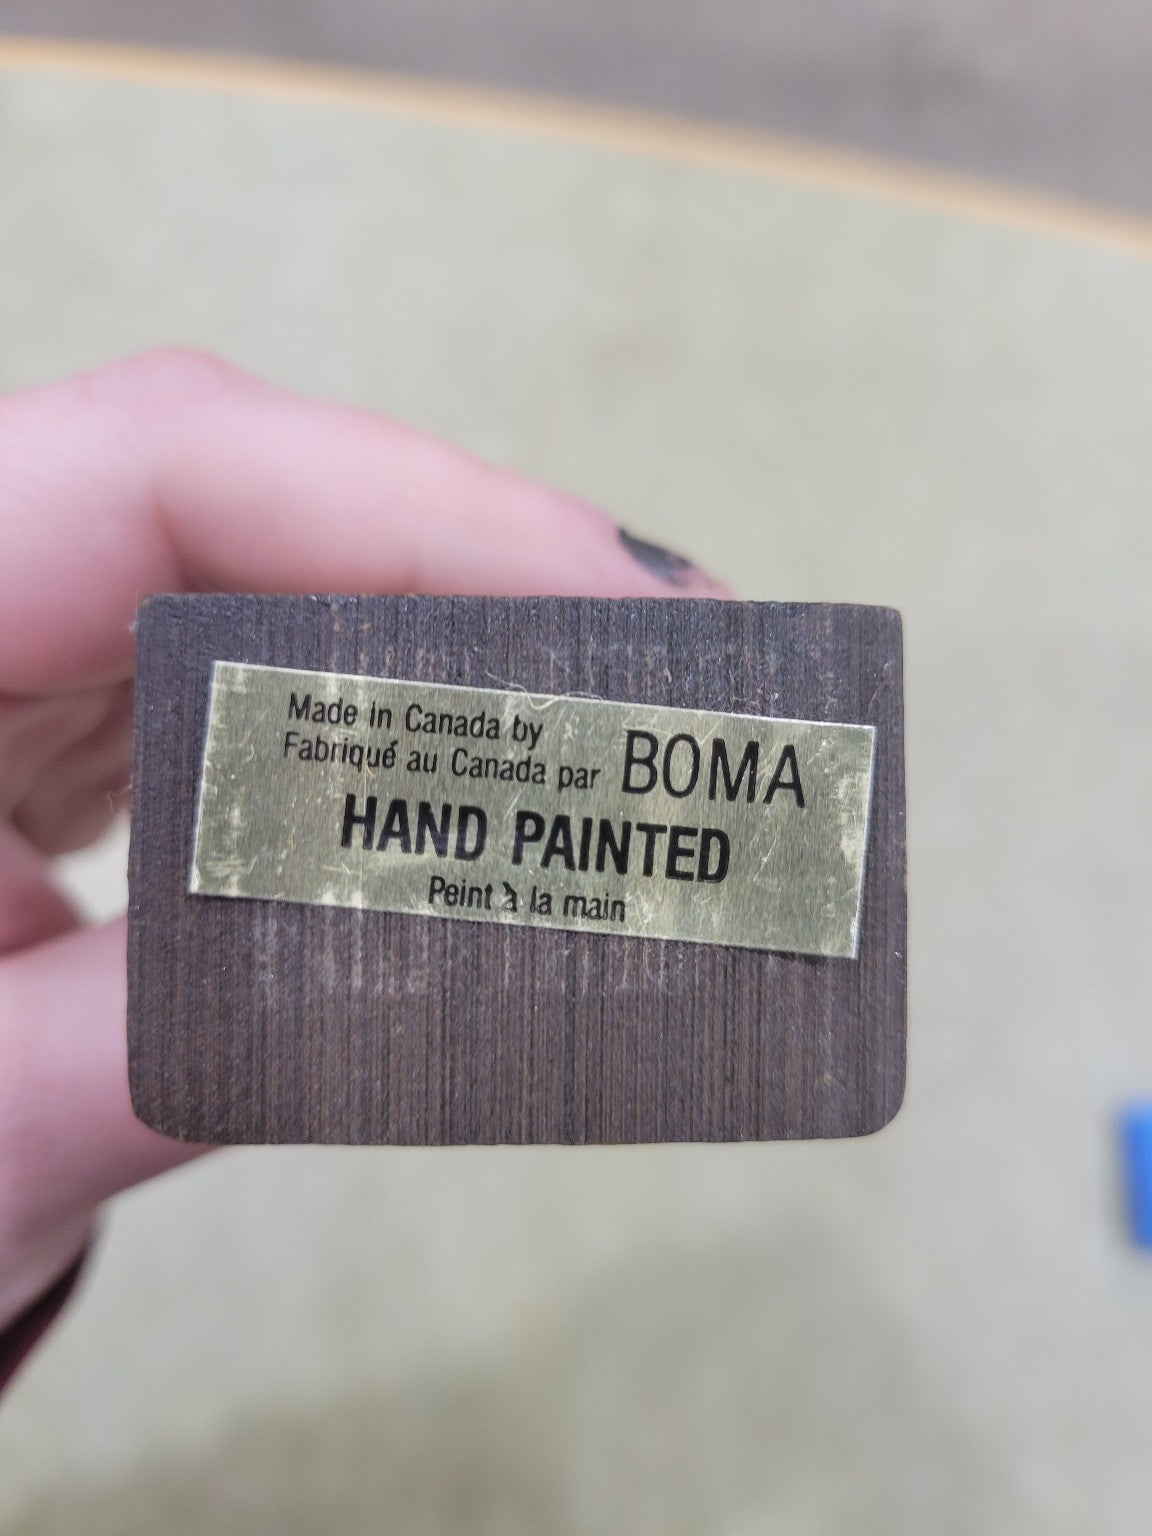 Made in Canada by
Fabriqué au Canada par BOMA
HAND PAINTED
Peint à la main